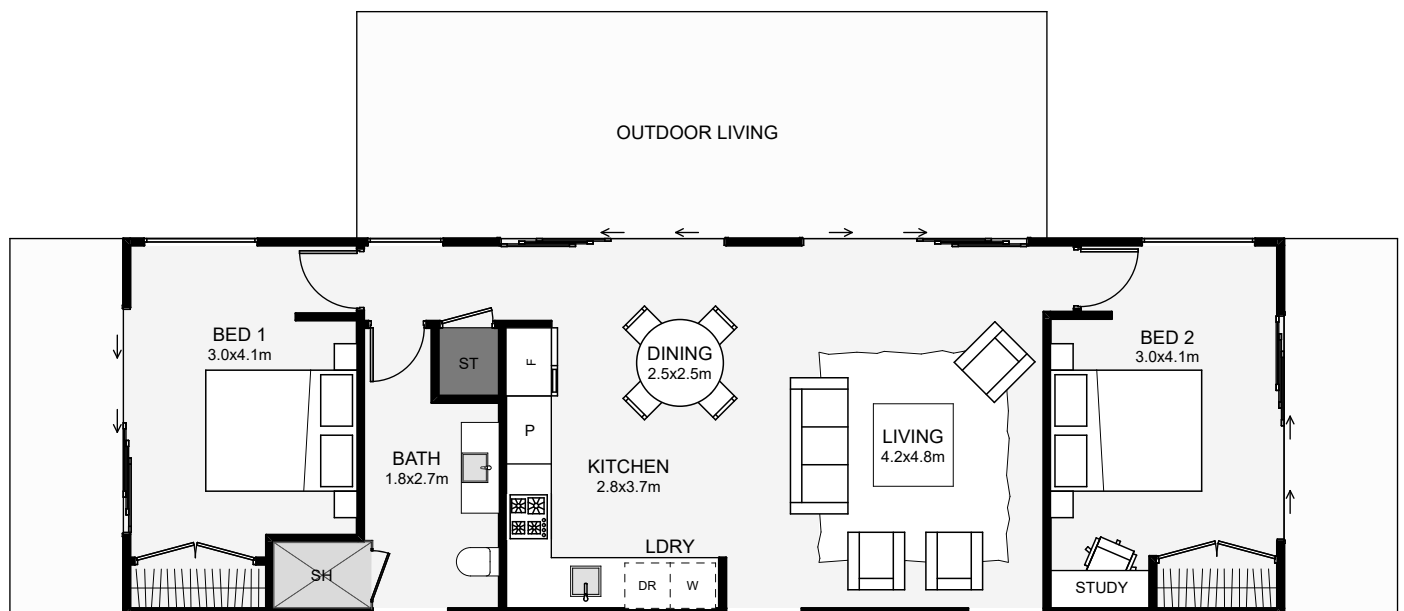 OUTDOOR LIVING
BED 1
3.0x4.1m
BED 2
3.0x4.1m
ST
F
DINING
2.5x2.5m
P
LIVING
4.2x4.8m
BATH
1.8x2.7m
KITCHEN
2.8x3.7m
LDRY
SH
DR
W
STUDY